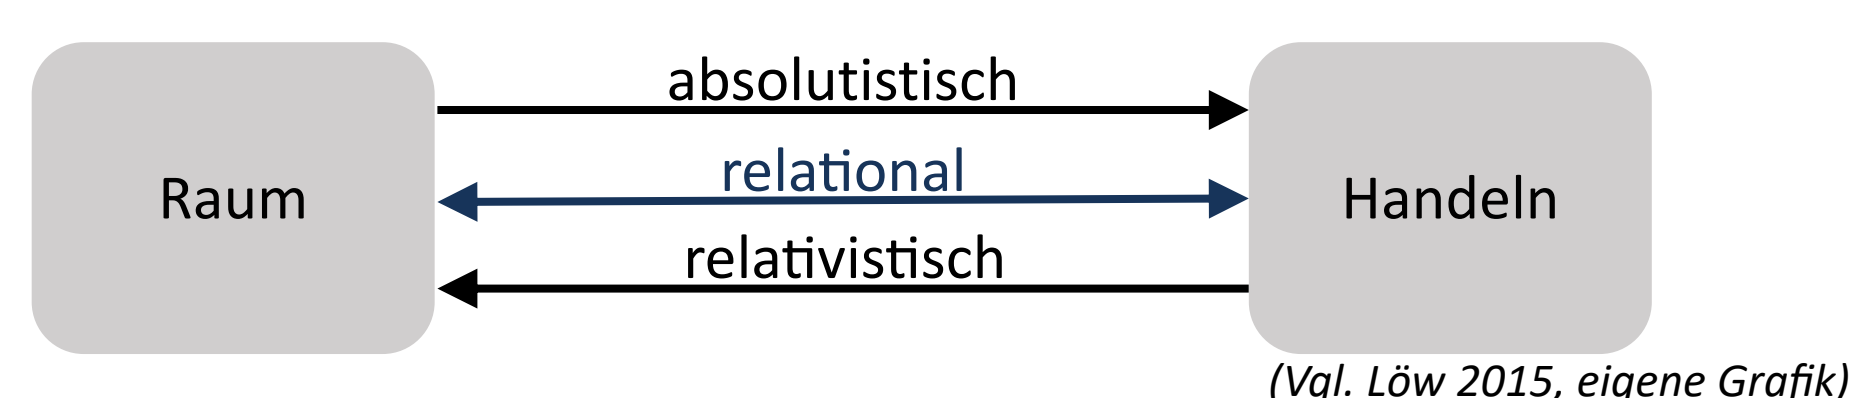 absolutistisch
relational
Raum
Handeln
relativistisch
(Vgl. Löw 2015, eigene Grafik)